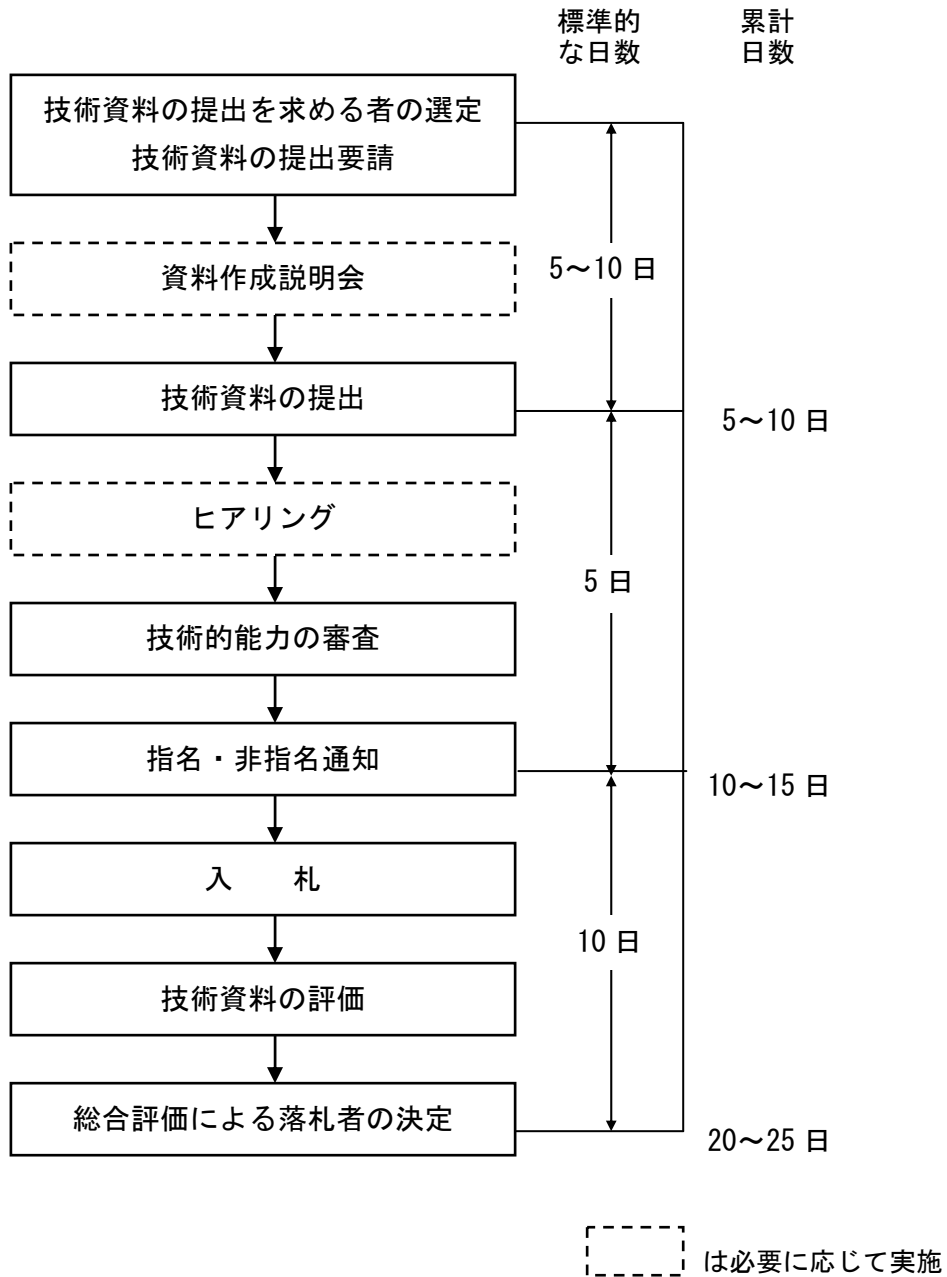 標準的
な日数
累計
日数
技術資料の提出を求める者の選定
技術資料の提出要請
資料作成説明会
5～10 日
技術資料の提出
5～10 日
ヒアリング
5 日
技術的能力の審査
指名・非指名通知
10～15 日
入　　札
10 日
技術資料の評価
総合評価による落札者の決定
20～25 日
は必要に応じて実施